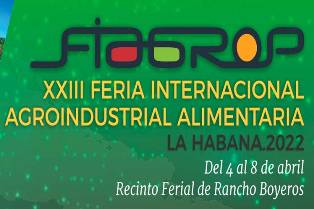 FIAGROP
XXIII FERIA INTERNACIONAL
AGROINDUSTRIAL ALIMENTARIA
LA HABANA.2022
Del 4 al 8 de abril
Recinto Ferial de Rancho Boyeros